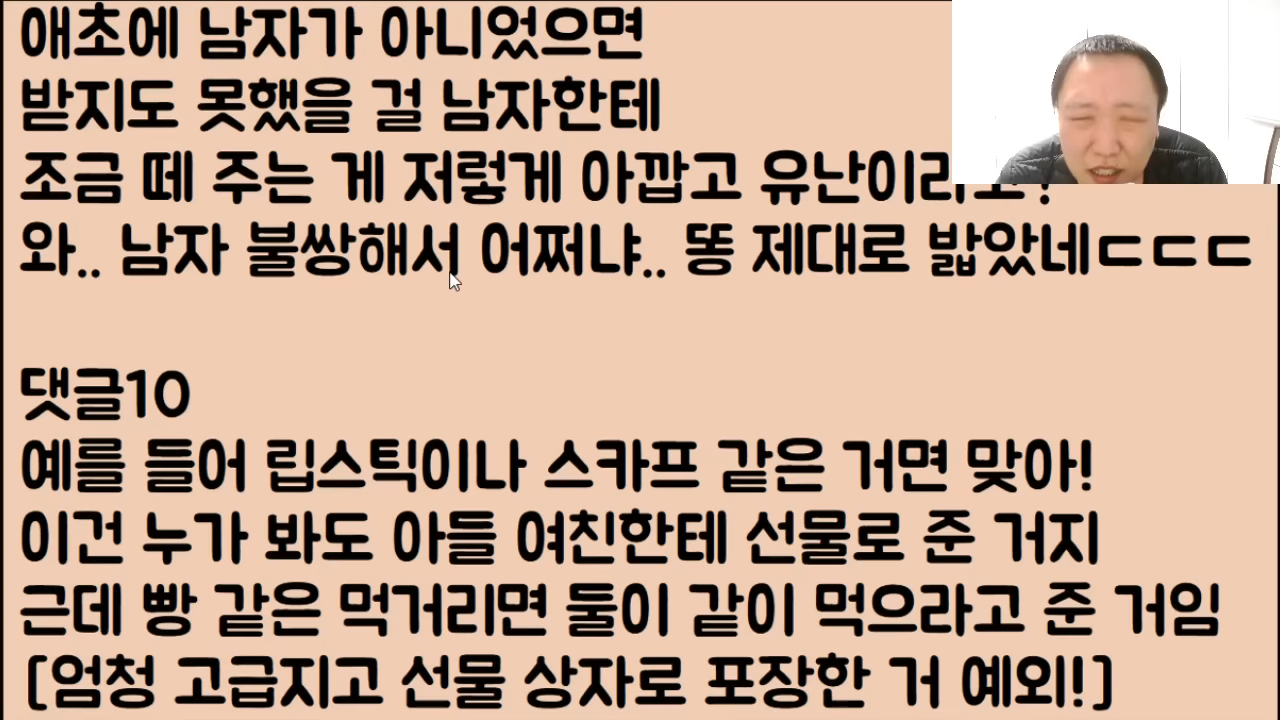 애초에 남자가 아니었으면
받지도 못했을 걸 남자한테
조금 떼 주는 게 저렇게 아깝고 유난이라고?
와.. 남자 불쌍해서 어쩌냐.. 똥 제대로 밟았네ㄷㄷㄷ
댓글10
예를 들어 립스틱이나 스카프 같은 거면 맞아!
이건 누가 봐도 아들 여친한테 선물로 준 거지
근데 빵 같은 먹거리면 둘이 같이 먹으라고 준 거임
[엄청 고급지고 선물 상자로 포장한 거 예외!]